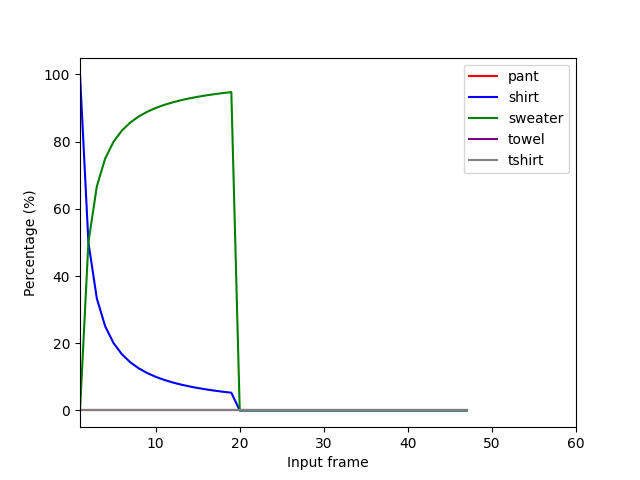 100
80
60
40
20
0
Percentage (%)
pant
shirt
sweater
towel
tshirt
10 20 30 40 50 60
Input frame